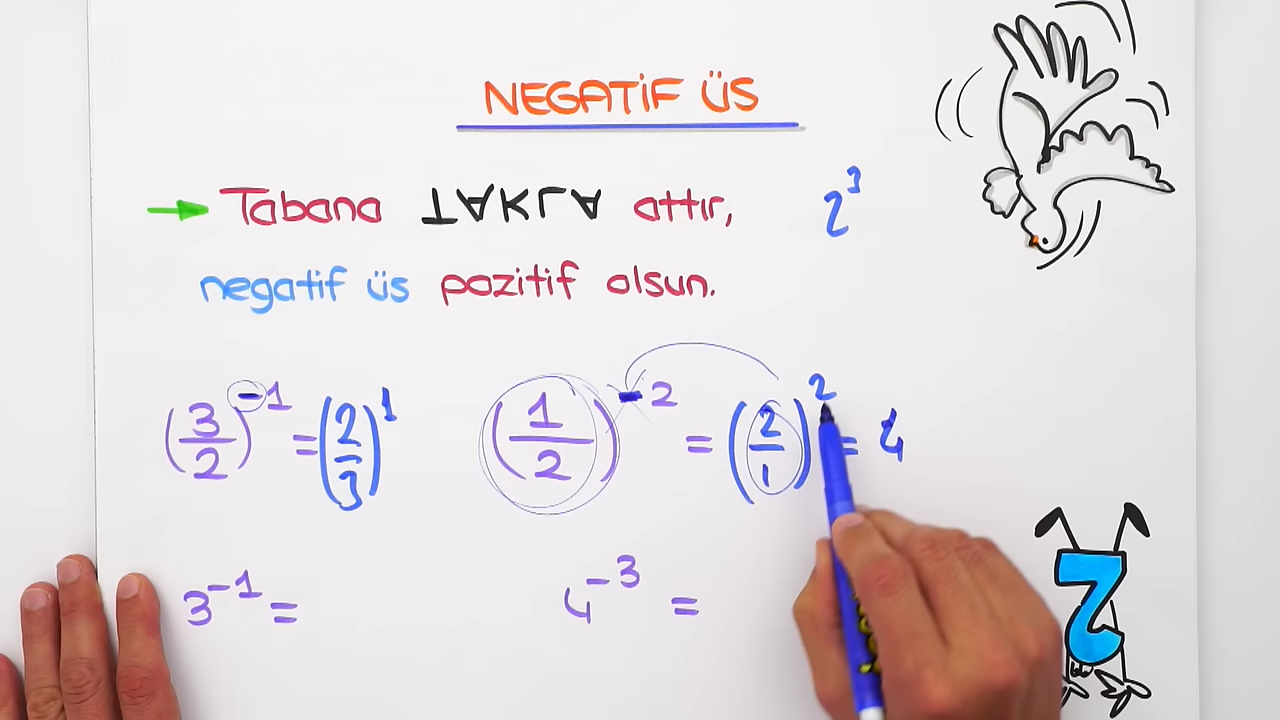 NEGATİF ÜS
Tabana TAKLA attır, 2³
negatif üs pozitif olsun.
(3/2)⁻¹ = (2/3)¹ (1/2)⁻² = (2/1)² = 4
3⁻¹ = 4⁻³ =
2